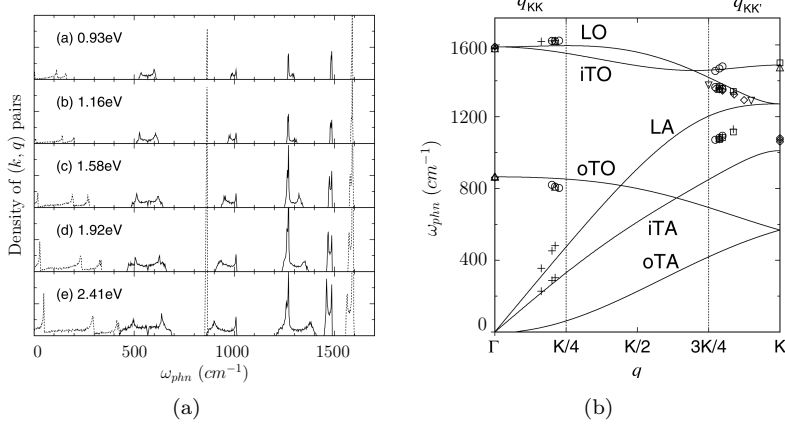 (a) 0.93eV
(b) 1.16eV
(c) 1.58eV
(d) 1.92eV
(e) 2.41eV
Density of (k, q) pairs
0 500 1000 1500
ω_phn (cm⁻¹)
(a)
q_KK q_KK'
LO
iTO
LA
oTO
iTA
oTA
ω_phn (cm⁻¹)
1600
1200
800
400
0
Γ K/4 K/2 3K/4 K
q
(b)